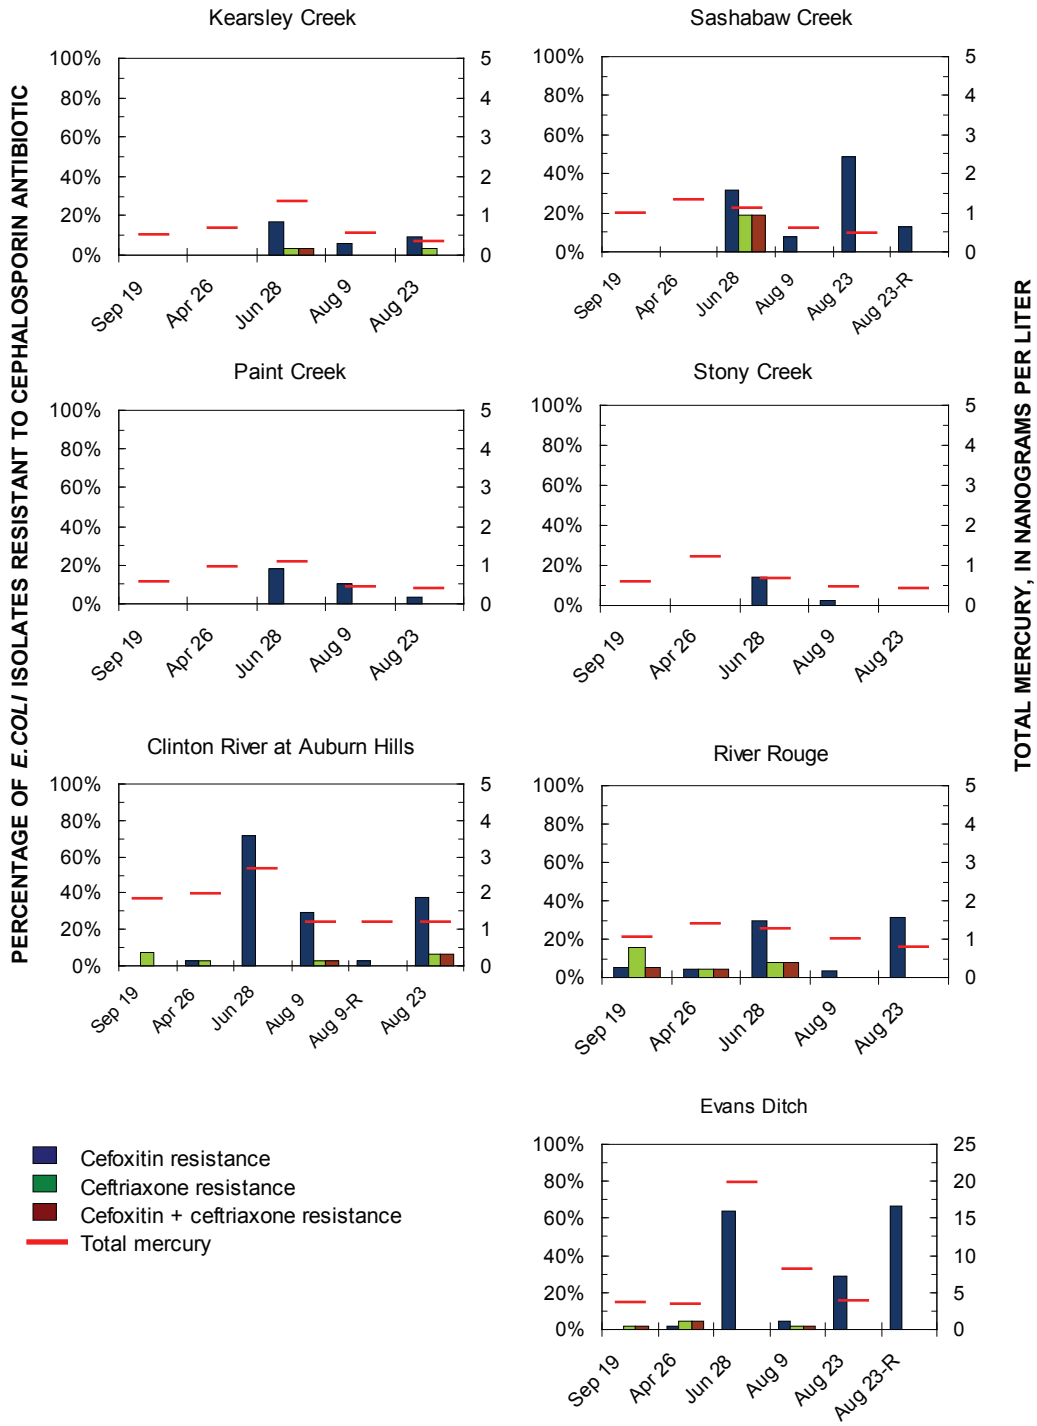 PERCENTAGE OF E.COLI ISOLATES RESISTANT TO CEPHALOSPORIN ANTIBIOTIC
TOTAL MERCURY, IN NANOGRAMS PER LITER
Kearsley Creek
100%
80%
60%
40%
20%
0%
5
4
3
2
1
0
Sep 19
Apr 26
Jun 28
Aug 9
Aug 23
Sashabaw Creek
100%
80%
60%
40%
20%
0%
5
4
3
2
1
0
Sep 19
Apr 26
Jun 28
Aug 9
Aug 23
Aug 23-R
Paint Creek
100%
80%
60%
40%
20%
0%
5
4
3
2
1
0
Sep 19
Apr 26
Jun 28
Aug 9
Aug 23
Stony Creek
100%
80%
60%
40%
20%
0%
5
4
3
2
1
0
Sep 19
Apr 26
Jun 28
Aug 9
Aug 23
Clinton River at Auburn Hills
100%
80%
60%
40%
20%
0%
5
4
3
2
1
0
Sep 19
Apr 26
Jun 28
Aug 9
Aug 9-R
Aug 23
River Rouge
100%
80%
60%
40%
20%
0%
5
4
3
2
1
0
Sep 19
Apr 26
Jun 28
Aug 9
Aug 23
Evans Ditch
100%
80%
60%
40%
20%
0%
25
20
15
10
5
0
Sep 19
Apr 26
Jun 28
Aug 9
Aug 23
Aug 23-R
Cefoxitin resistance
Ceftriaxone resistance
Cefoxitin + ceftriaxone resistance
Total mercury